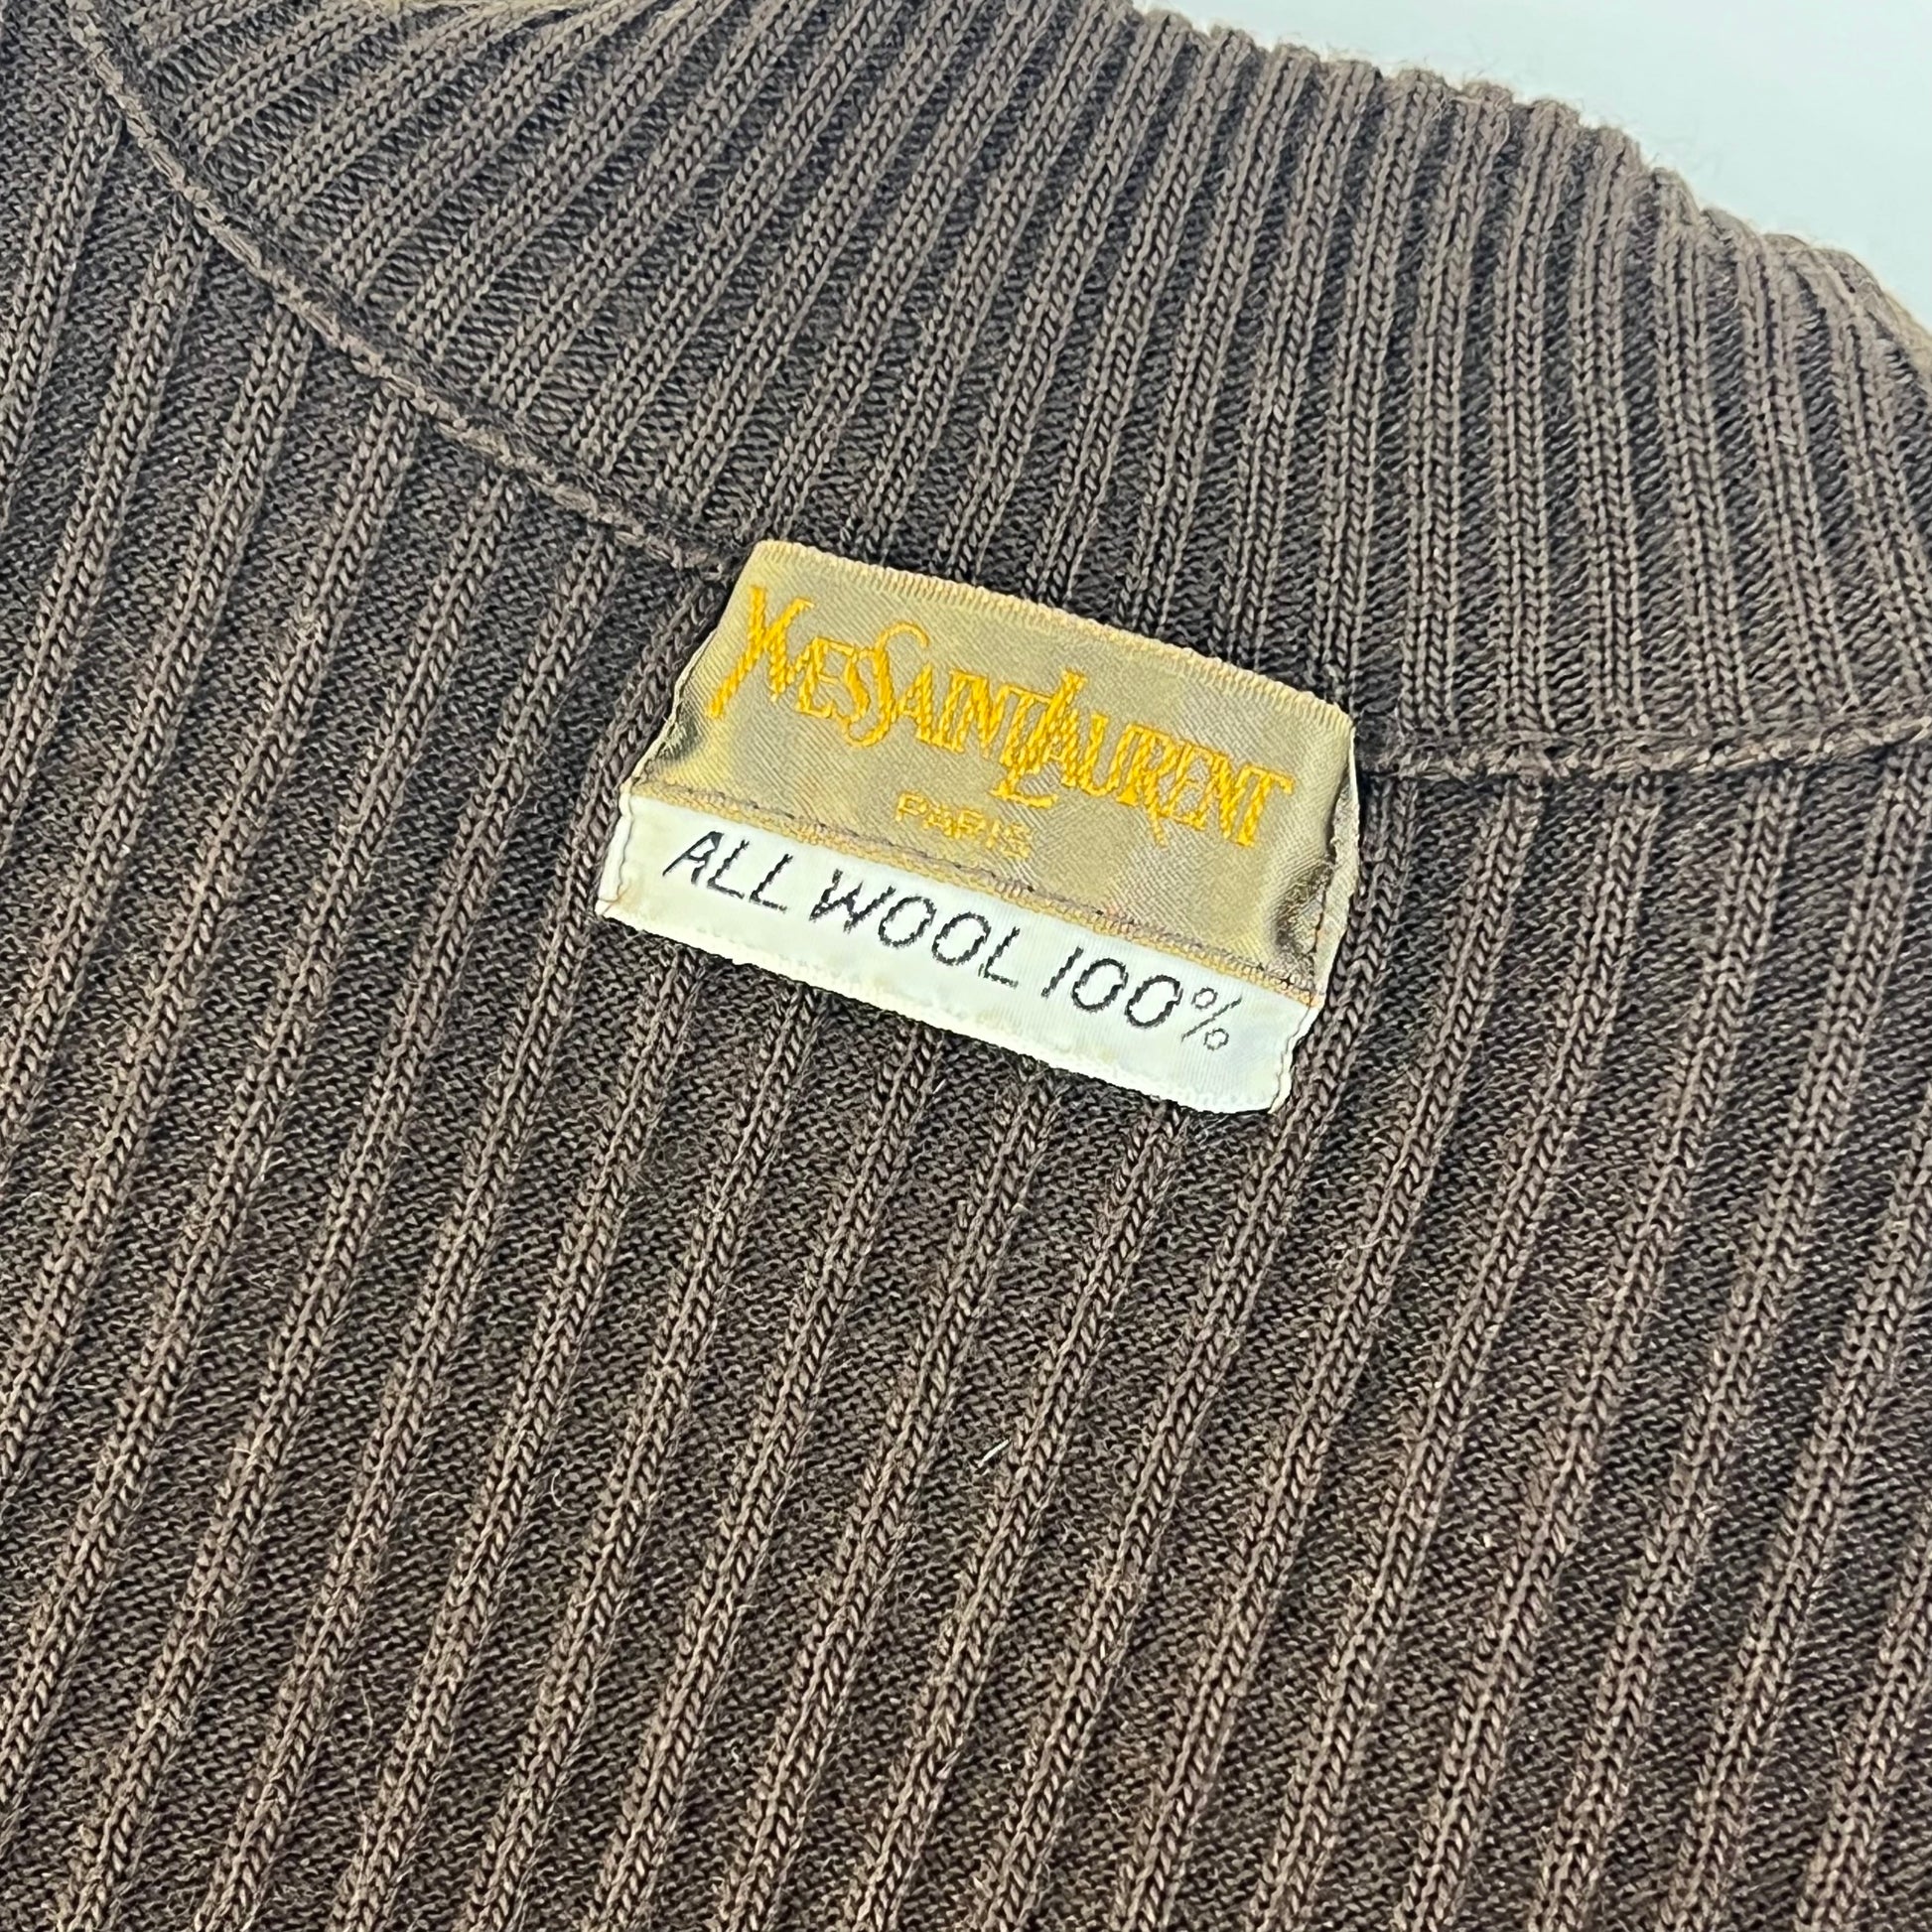 YVESSAINTLAURENT
PARIS
ALL WOOL 100%